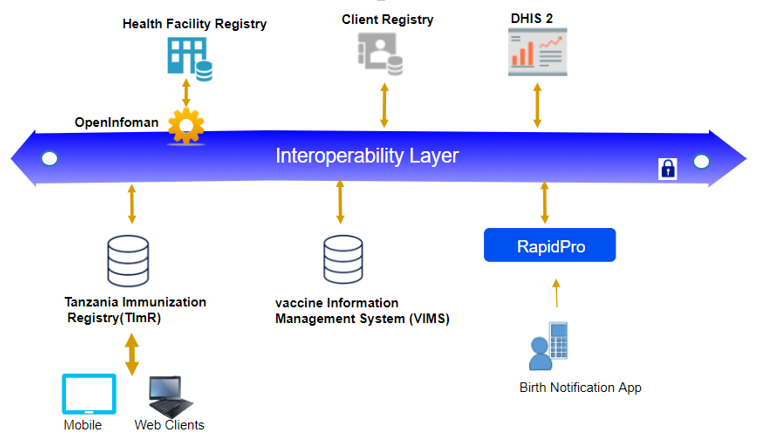 Health Facility Registry
Client Registry
DHIS 2
OpenInfoman
Interoperability Layer
RapidPro
Tanzania Immunization
Registry(TImR)
vaccine Information
Management System (VIMS)
Birth Notification App
Mobile
Web Clients